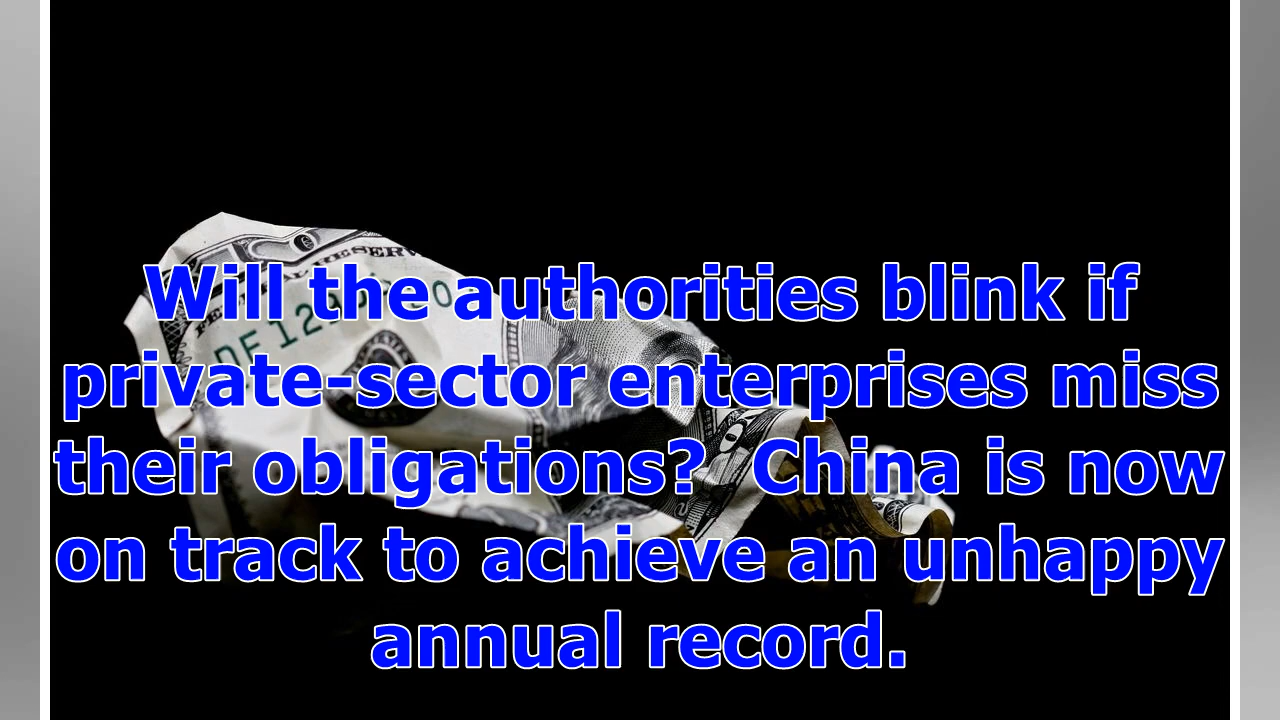 Will the authorities blink if
private-sector enterprises miss
their obligations?  China is now
on track to achieve an unhappy
annual record.